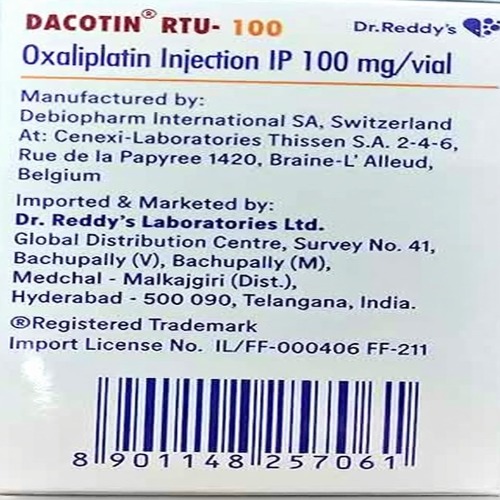 DACOTIN® RTU- 100
Dr.Reddy's
Oxaliplatin Injection IP 100 mg/vial
Manufactured by:
Debiopharm International SA, Switzerland
At: Cenexi-Laboratories Thissen S.A. 2-4-6,
Rue de la Papyree 1420, Braine-L' Alleud,
Belgium
Imported & Marketed by:
Dr. Reddy's Laboratories Ltd.
Global Distribution Centre, Survey No. 41,
Bachupally (V), Bachupally (M),
Medchal - Malkajgiri (Dist.),
Hyderabad - 500 090, Telangana, India.
®Registered Trademark
Import License No. IL/FF-000406 FF-211
8 901148 257061